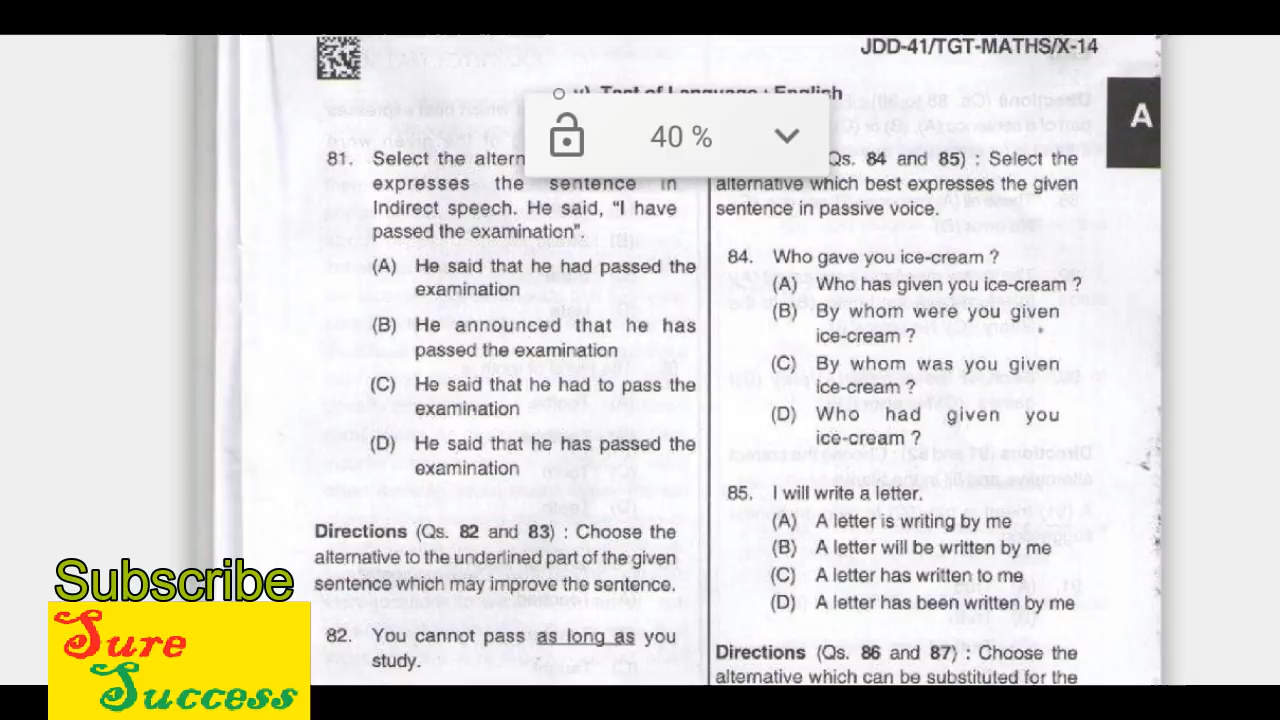 JDD-41/TGT-MATHS/X-14
A
v) Test of Language : English
40 %
81. Select the altern
expresses the sentence in
Indirect speech. He said, "I have
passed the examination".
(A) He said that he had passed the
examination
(B) He announced that he has
passed the examination
(C) He said that he had to pass the
examination
(D) He said that he has passed the
examination
Directions (Qs. 82 and 83) : Choose the
alternative to the underlined part of the given
sentence which may improve the sentence.
82. You cannot pass as long as you
study.
Qs. 84 and 85) : Select the
alternative which best expresses the given
sentence in passive voice.
84. Who gave you ice-cream ?
(A) Who has given you ice-cream ?
(B) By whom were you given
ice-cream ?
(C) By whom was you given
ice-cream ?
(D) Who had given you
ice-cream ?
85. I will write a letter.
(A) A letter is writing by me
(B) A letter will be written by me
(C) A letter has written to me
(D) A letter has been written by me
Directions (Qs. 86 and 87) : Choose the
alternative which can be substituted for the
Subscribe
Sure
Success